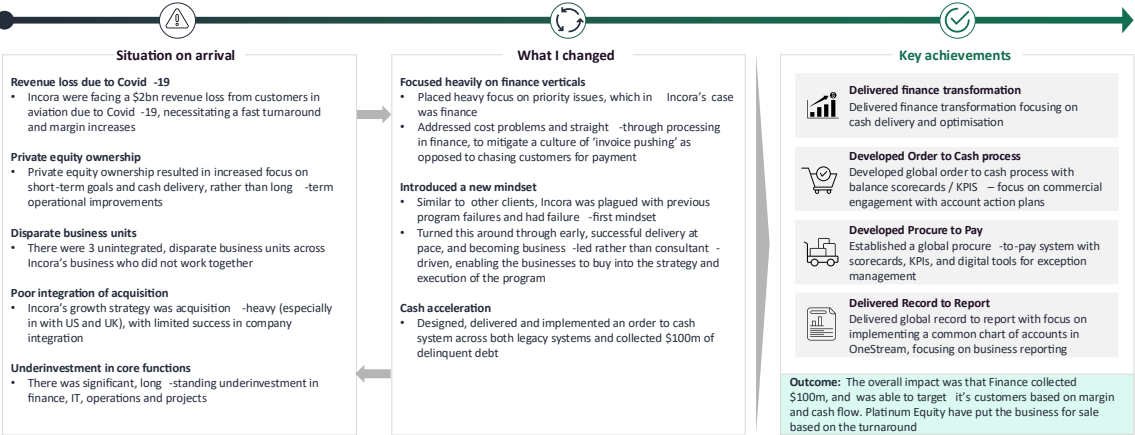 Situation on arrival
Revenue loss due to Covid -19
• Incora were facing a $2bn revenue loss from customers in
aviation due to Covid -19, necessitating a fast turnaround
and margin increases
Private equity ownership
• Private equity ownership resulted in increased focus on
short-term goals and cash delivery, rather than long -term
operational improvements
Disparate business units
• There were 3 unintegrated, disparate business units across
Incora's business who did not work together
Poor integration of acquisition
• Incora's growth strategy was acquisition -heavy (especially
in with US and UK), with limited success in company
integration
Underinvestment in core functions
• There was significant, long -standing underinvestment in
finance, IT, operations and projects
What I changed
Focused heavily on finance verticals
• Placed heavy focus on priority issues, which in Incora's case
was finance
• Addressed cost problems and straight -through processing
in finance, to mitigate a culture of 'invoice pushing' as
opposed to chasing customers for payment
Introduced a new mindset
• Similar to other clients, Incora was plagued with previous
program failures and had failure -first mindset
• Turned this around through early, successful delivery at
pace, and becoming business -led rather than consultant -
driven, enabling the businesses to buy into the strategy and
execution of the program
Cash acceleration
• Designed, delivered and implemented an order to cash
system across both legacy systems and collected $100m of
delinquent debt
Key achievements
Delivered finance transformation
Delivered finance transformation focusing on
cash delivery and optimisation
Developed Order to Cash process
Developed global order to cash process with
balance scorecards / KPIS – focus on commercial
engagement with account action plans
Developed Procure to Pay
Established a global procure -to-pay system with
scorecards, KPIs, and digital tools for exception
management
Delivered Record to Report
Delivered global record to report with focus on
implementing a common chart of accounts in
OneStream, focusing on business reporting
Outcome: The overall impact was that Finance collected
$100m, and was able to target it's customers based on margin
and cash flow. Platinum Equity have put the business for sale
based on the turnaround